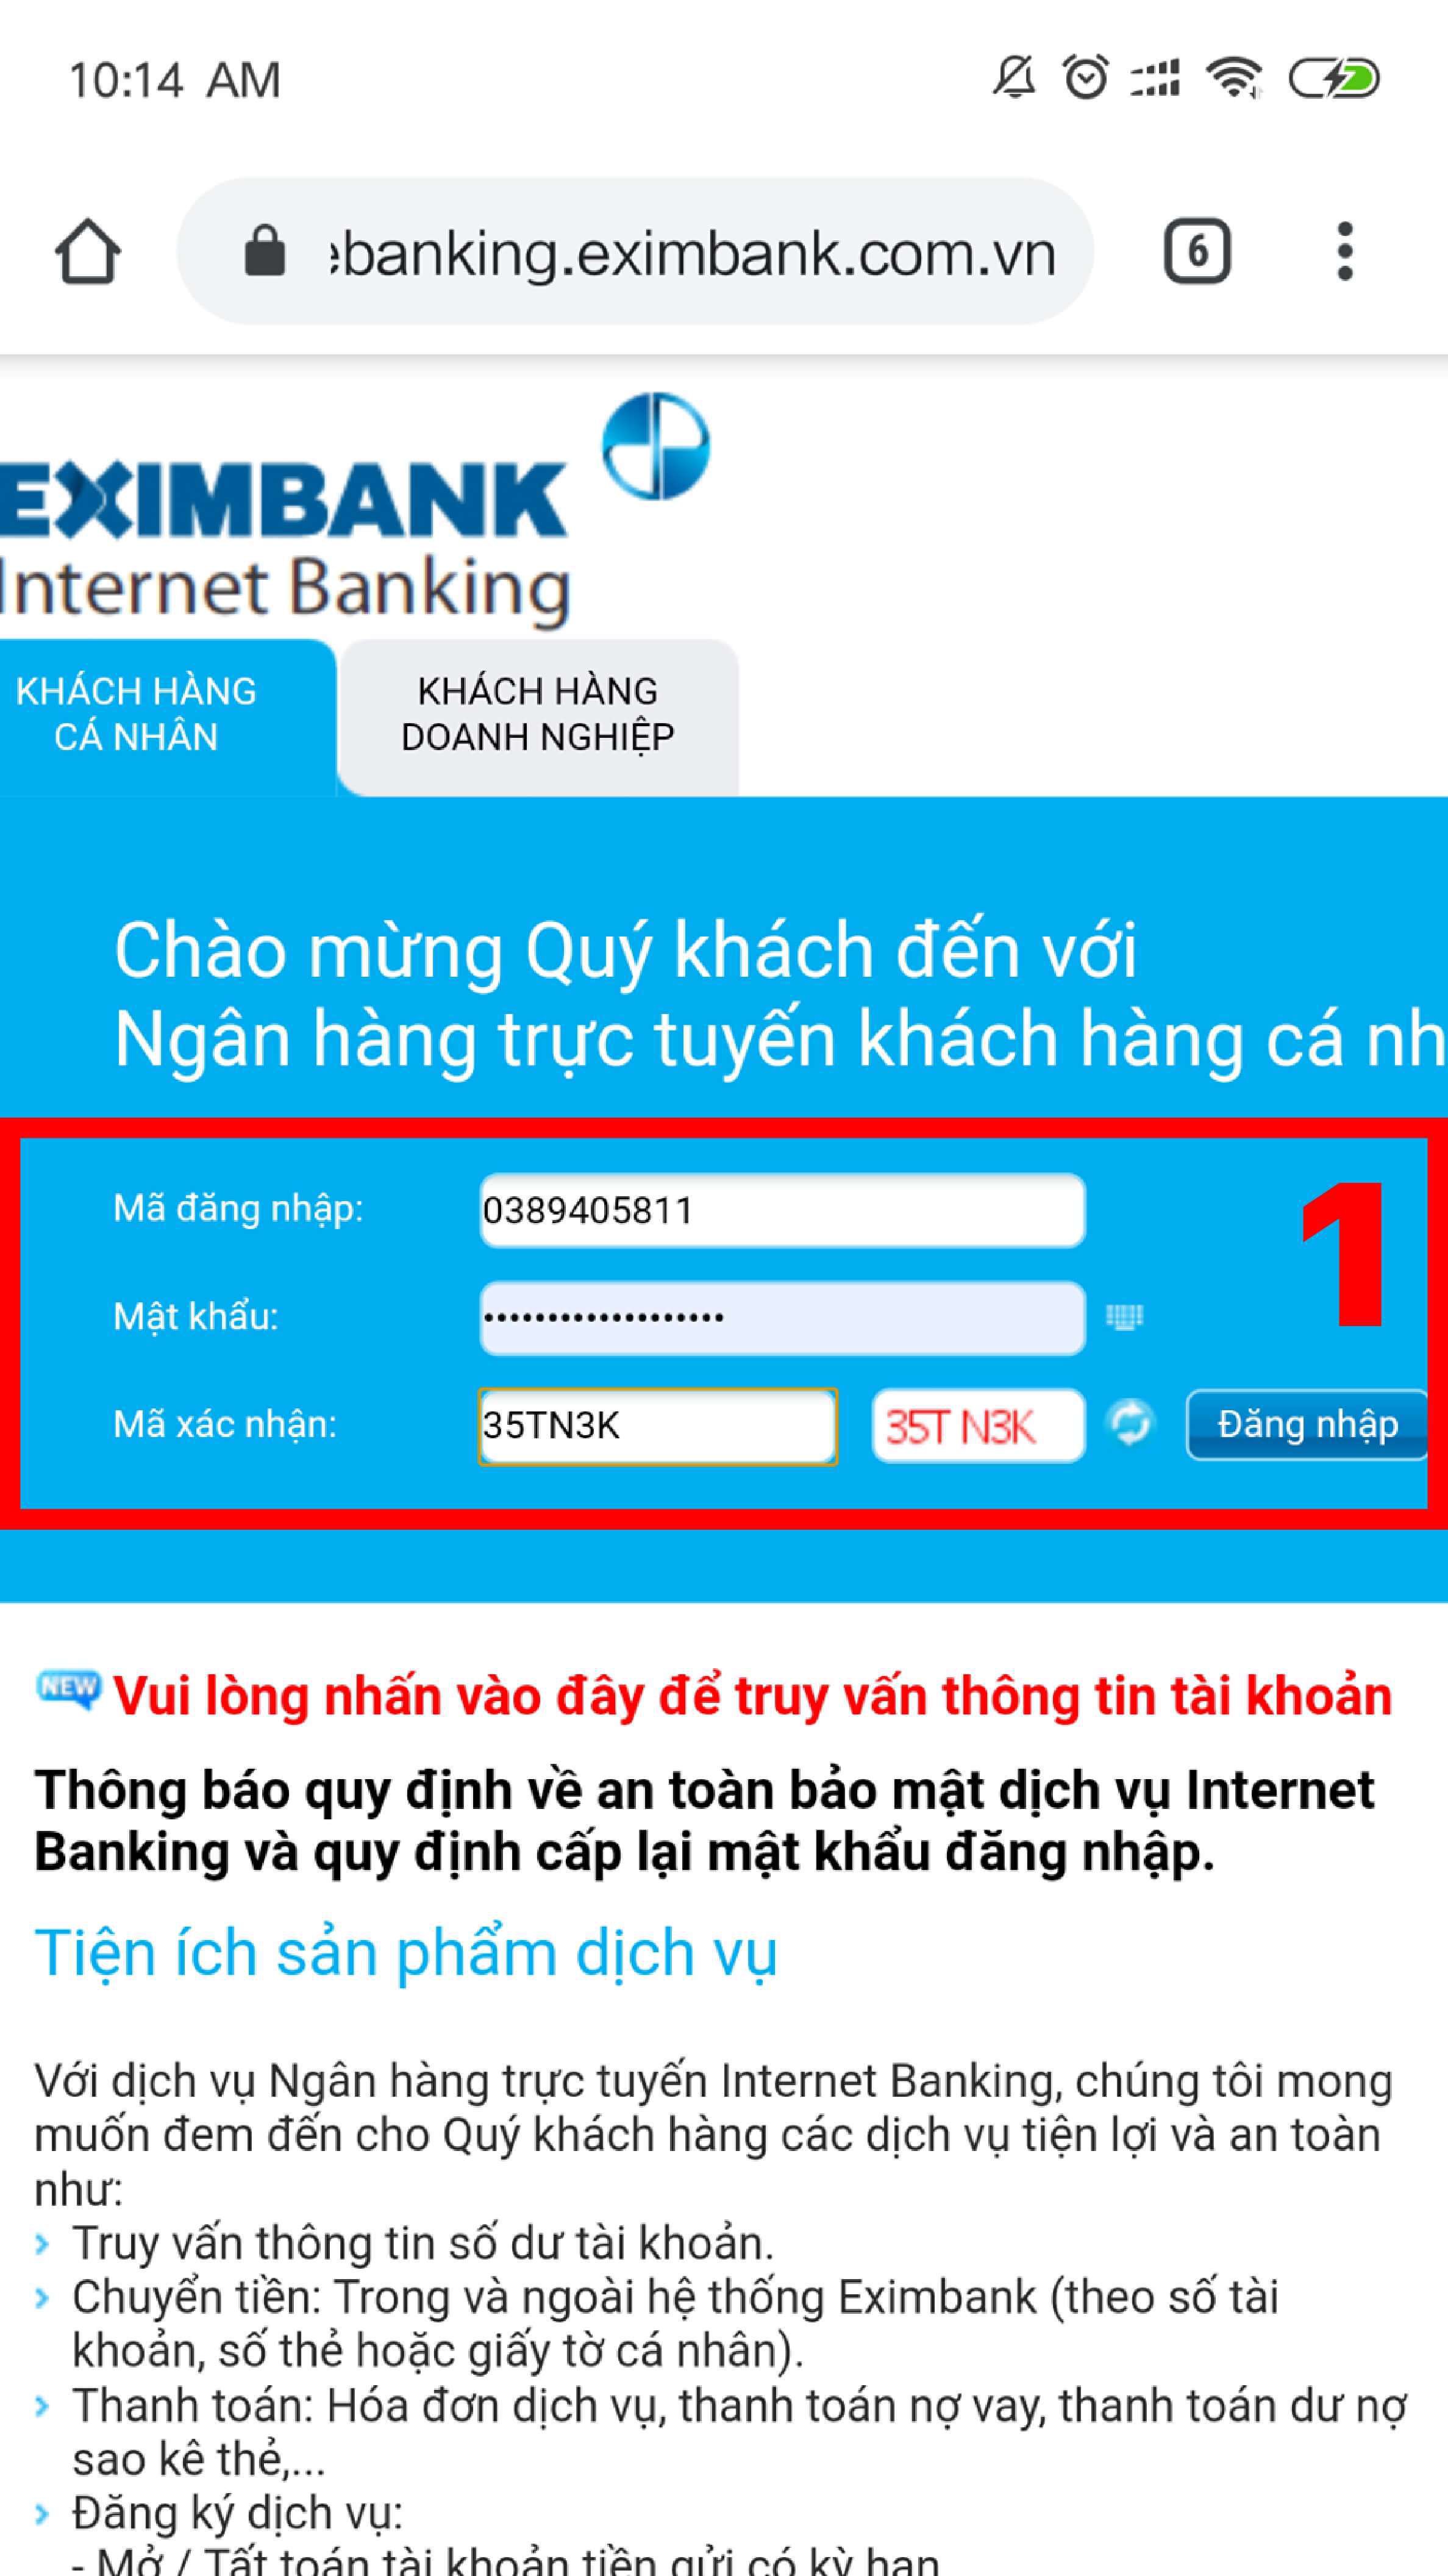 10:14 AM
ebanking.eximbank.com.vn
6
EXIMBANK
Internet Banking
KHÁCH HÀNG
CÁ NHÂN
KHÁCH HÀNG
DOANH NGHIỆP
Chào mừng Quý khách đến với
Ngân hàng trực tuyến khách hàng cá nh
Mã đăng nhập: 0389405811
1
Mật khẩu: •••••••••••••••••••
Mã xác nhận: 35TN3K 35T N3K Đăng nhập
NEW Vui lòng nhấn vào đây để truy vấn thông tin tài khoản
Thông báo quy định về an toàn bảo mật dịch vụ Internet
Banking và quy định cấp lại mật khẩu đăng nhập.
Tiện ích sản phẩm dịch vụ
Với dịch vụ Ngân hàng trực tuyến Internet Banking, chúng tôi mong
muốn đem đến cho Quý khách hàng các dịch vụ tiện lợi và an toàn
như:
Truy vấn thông tin số dư tài khoản.
Chuyển tiền: Trong và ngoài hệ thống Eximbank (theo số tài
khoản, số thẻ hoặc giấy tờ cá nhân).
Thanh toán: Hóa đơn dịch vụ, thanh toán nợ vay, thanh toán dư nợ
sao kê thẻ,...
Đăng ký dịch vụ:
- Mở / Tất toán tài khoản tiền gửi có kỳ hạn